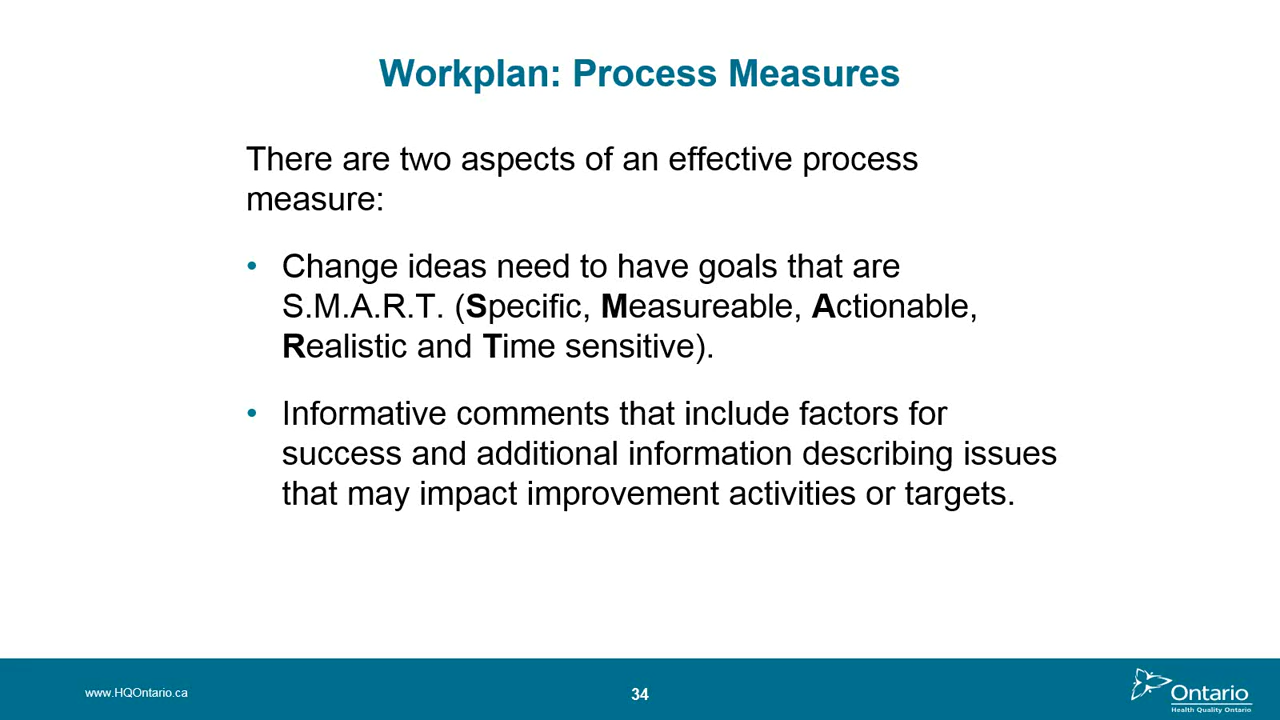 Workplan: Process Measures
There are two aspects of an effective process
measure:
• Change ideas need to have goals that are
S.M.A.R.T. (Specific, Measureable, Actionable,
Realistic and Time sensitive).
• Informative comments that include factors for
success and additional information describing issues
that may impact improvement activities or targets.
www.HQOntario.ca
34
Ontario
Health Quality Ontario